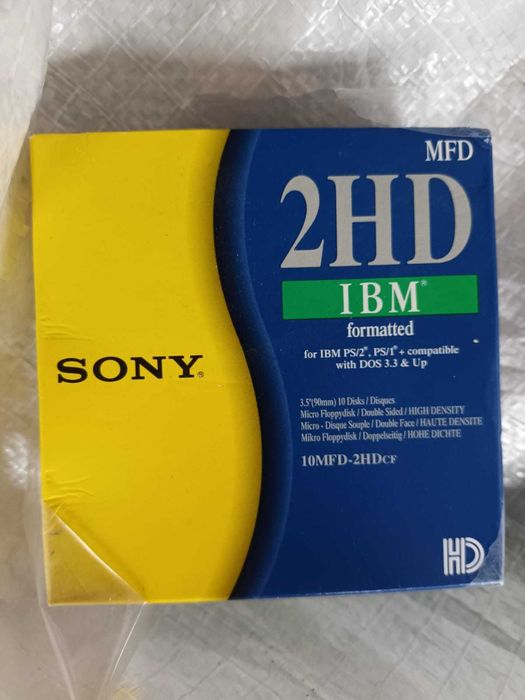 MFD
2HD
IBM®
formatted
for IBM PS/2®, PS/1® + compatible
with DOS 3.3 & Up
SONY®
3.5"(90mm) 10 Disks / Disques
Micro Floppydisk / Double Sided / HIGH DENSITY
Micro - Disque Souple / Double Face / HAUTE DENSITE
Mikro Floppydisk / Doppelseitig / HOHE DICHTE
10MFD-2HDCF
HD